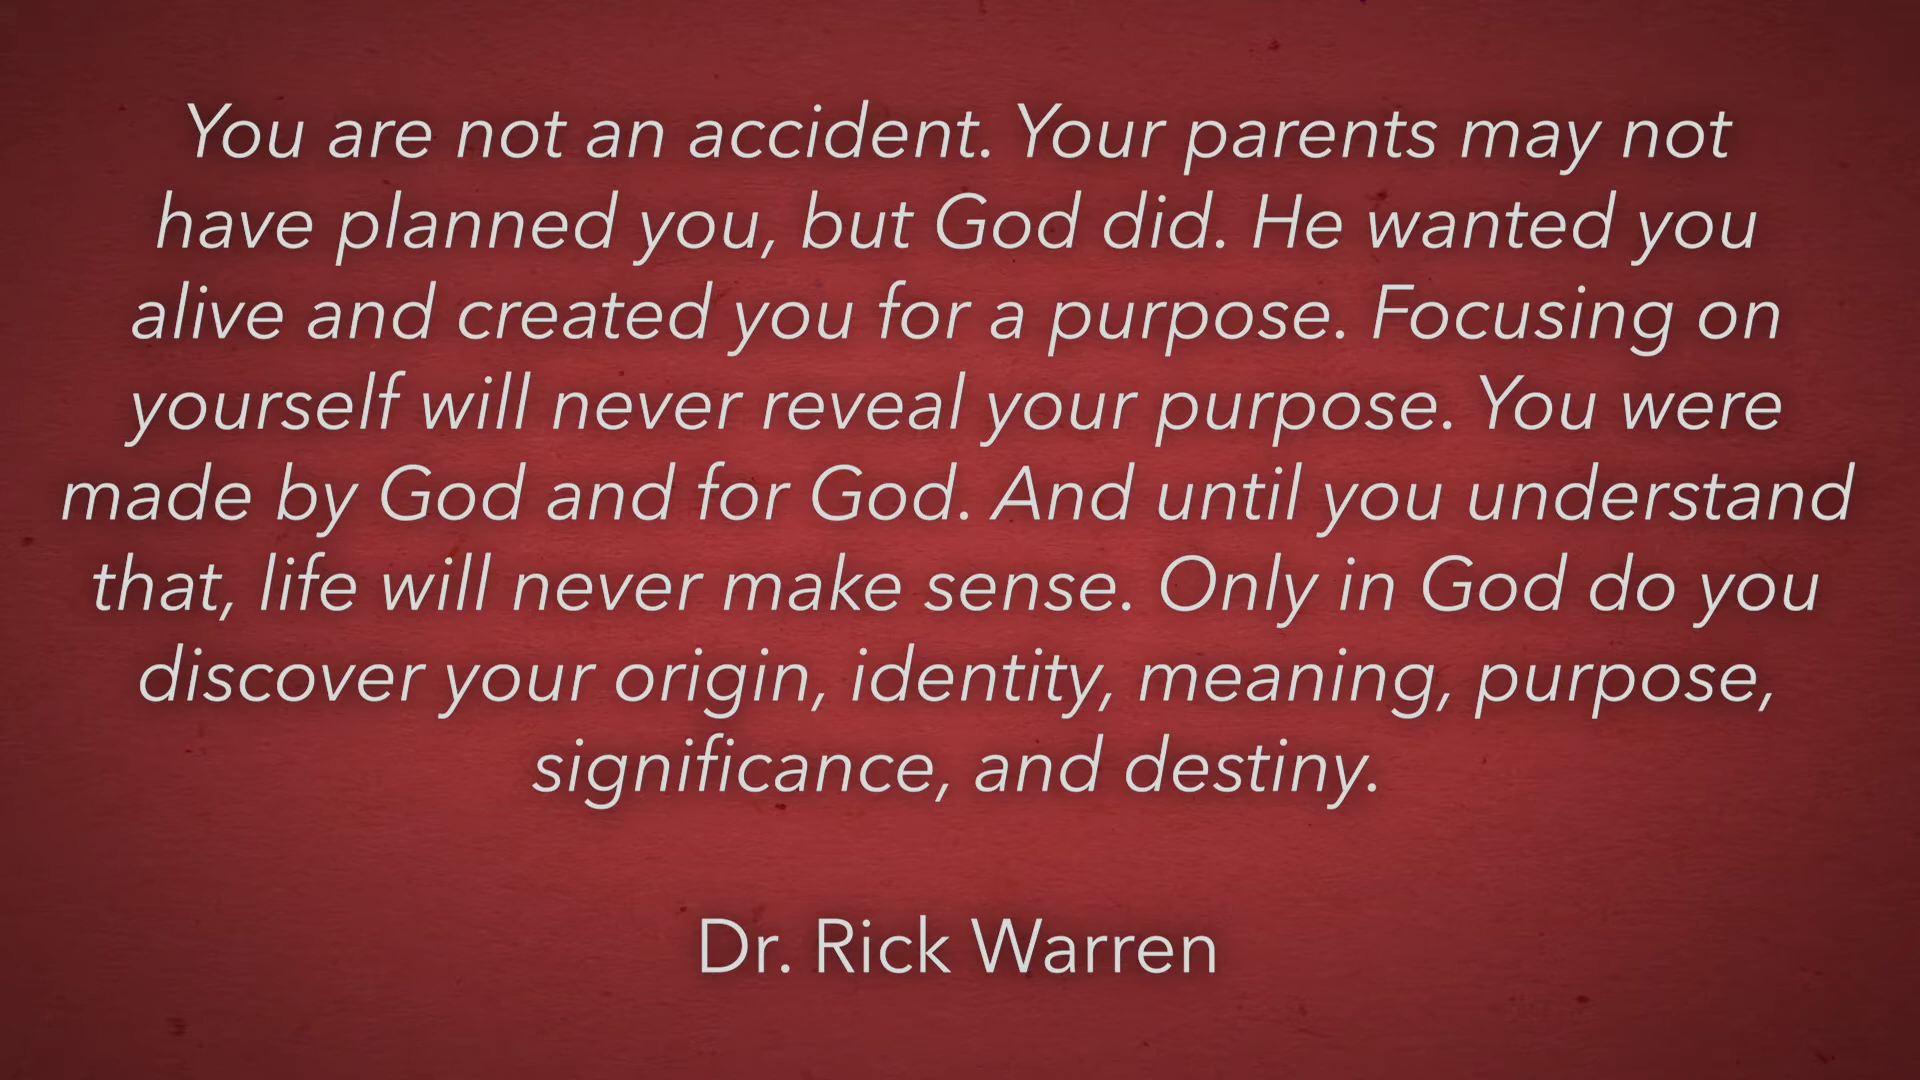 You are not an accident. Your parents may not
have planned you, but God did. He wanted you
alive and created you for a purpose. Focusing on
yourself will never reveal your purpose. You were
made by God and for God. And until you understand
that, life will never make sense. Only in God do you
discover your origin, identity, meaning, purpose,
significance, and destiny.
Dr. Rick Warren